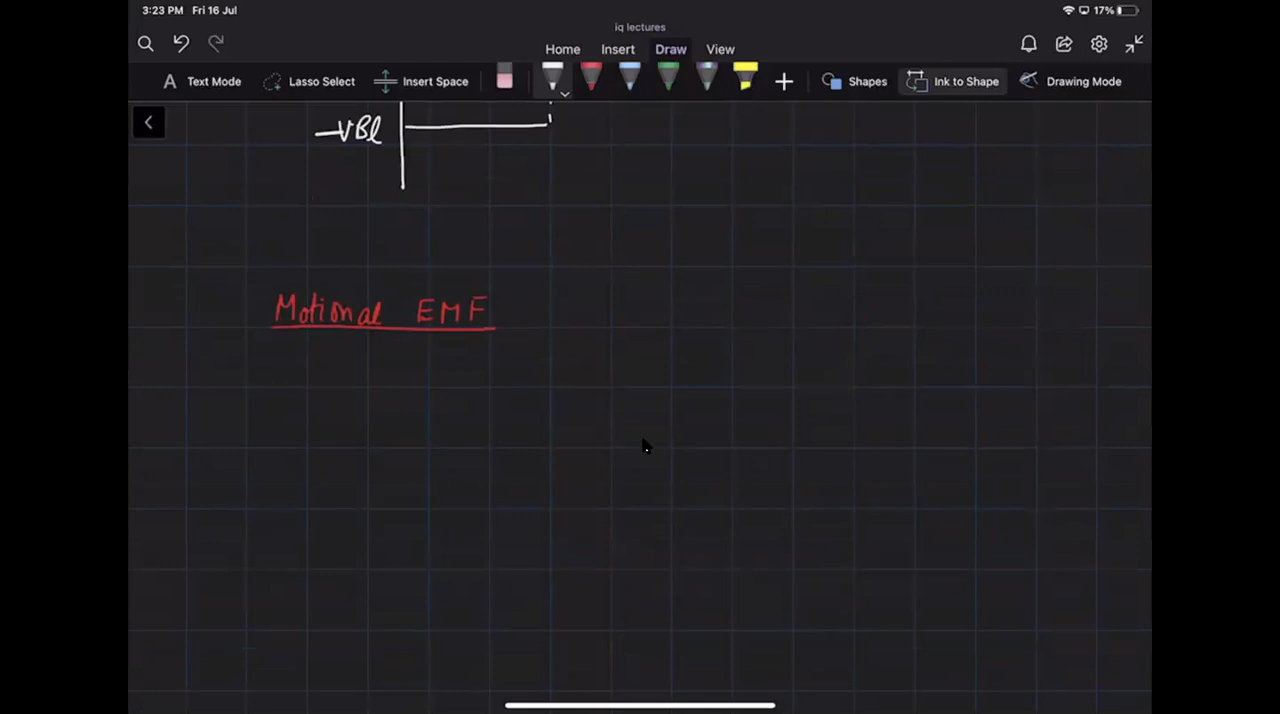 3:23 PM Fri 16 Jul 17%
iq lectures
Home Insert Draw View
Text Mode Lasso Select Insert Space Shapes Ink to Shape Drawing Mode
-VBl
Motional EMF